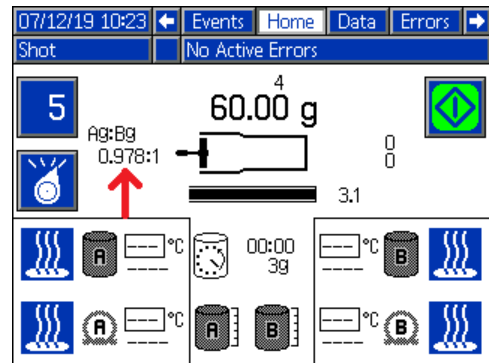 07/12/19 10:23 Events Home Data Errors
Shot No Active Errors
4
5 60.00 g
Ag:Bg
0.978:1
0
0
3.1
A ---°C 00:00 ---°C B
---- 3g ----
A ---°C A B ---°C B
---- ----